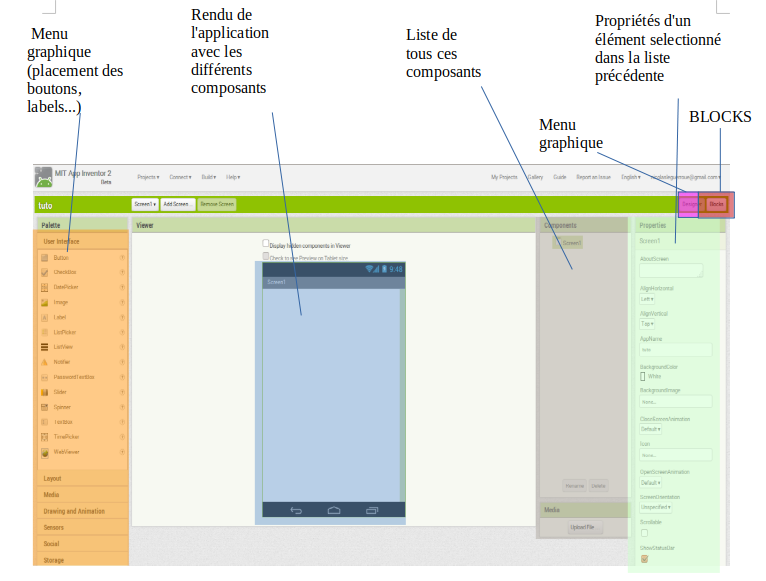 Menu
graphique
(placement des
boutons,
labels...)
Rendu de
l'application
avec les
différents
composants
Liste de
tous ces
composants
Propriétés d'un
élément selectionné
dans la liste
précédente
Menu
graphique
BLOCKS
MIT App Inventor 2
Beta
Projects Connect Build Help
My Projects Gallery Guide Report an Issue English
tuto
Screen1 Add Screen... Remove Screen
Designer Blocks
Palette
User Interface
Button
CheckBox
DatePicker
Image
Label
ListPicker
ListView
Notifier
PasswordTextBox
Slider
Spinner
TextBox
TimePicker
WebViewer
Layout
Media
Drawing and Animation
Sensors
Social
Storage
Viewer
Display hidden components in Viewer
Check to see Preview on Tablet size.
9:48
Screen1
Components
Screen1
Rename Delete
Media
Upload File ...
Properties
Screen1
AboutScreen
AlignHorizontal
Left
AlignVertical
Top
AppName
tuto
BackgroundColor
White
BackgroundImage
None...
CloseScreenAnimation
Default
Icon
None...
OpenScreenAnimation
Default
ScreenOrientation
Unspecified
Scrollable
ShowStatusBar